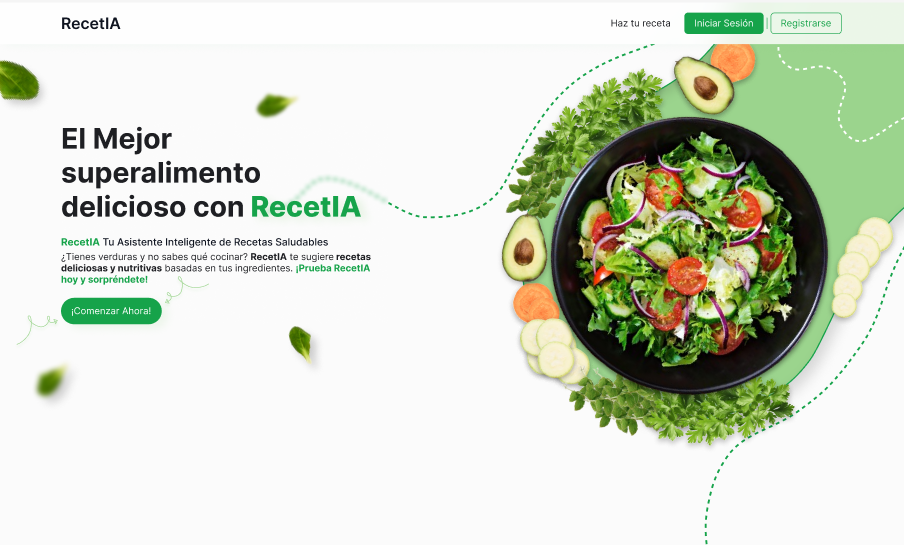 RecetIA
Haz tu receta
Iniciar Sesión
|
Registrarse
El Mejor
superalimento
delicioso con RecetIA
RecetIA Tu Asistente Inteligente de Recetas Saludables
¿Tienes verduras y no sabes qué cocinar? RecetIA te sugiere recetas
deliciosas y nutritivas basadas en tus ingredientes. ¡Prueba RecetIA
hoy y sorpréndete!
¡Comenzar Ahora!